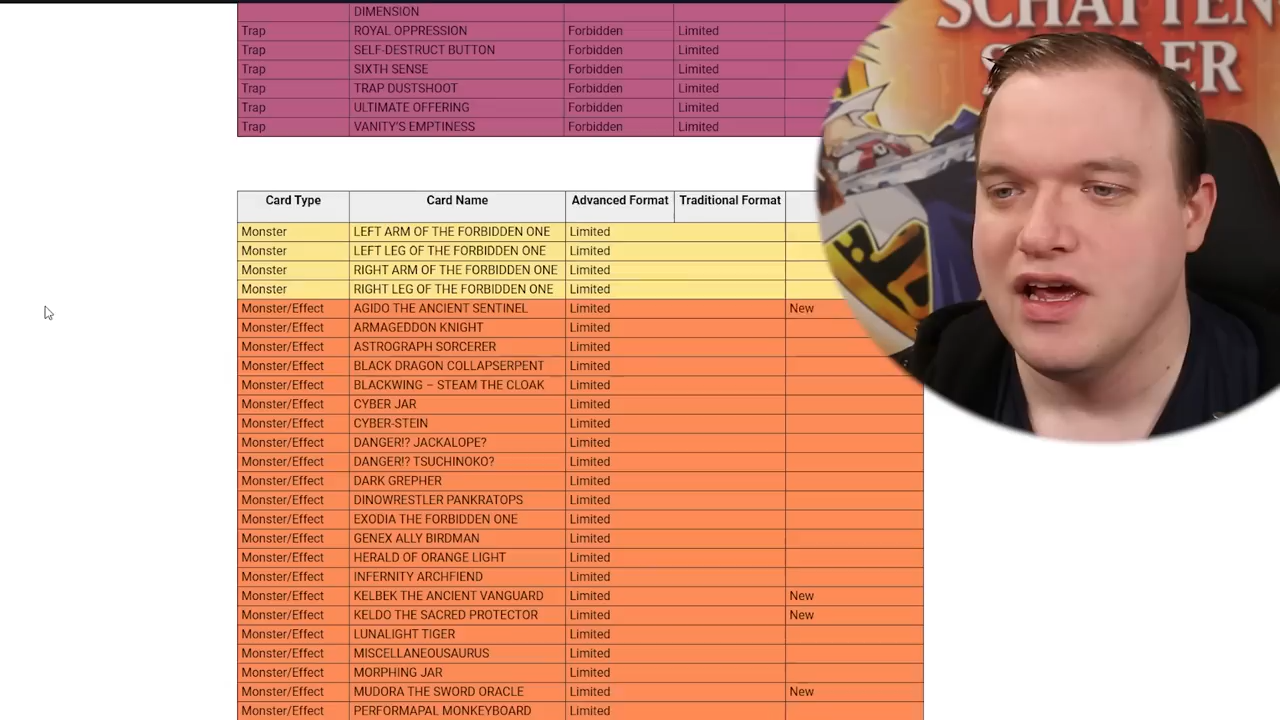 DIMENSION
Trap ROYAL OPPRESSION Forbidden Limited
Trap SELF-DESTRUCT BUTTON Forbidden Limited
Trap SIXTH SENSE Forbidden Limited
Trap TRAP DUSTSHOOT Forbidden Limited
Trap ULTIMATE OFFERING Forbidden Limited
Trap VANITY'S EMPTINESS Forbidden Limited
Card Type Card Name Advanced Format Traditional Format
Monster LEFT ARM OF THE FORBIDDEN ONE Limited
Monster LEFT LEG OF THE FORBIDDEN ONE Limited
Monster RIGHT ARM OF THE FORBIDDEN ONE Limited
Monster RIGHT LEG OF THE FORBIDDEN ONE Limited
Monster/Effect AGIDO THE ANCIENT SENTINEL Limited New
Monster/Effect ARMAGEDDON KNIGHT Limited
Monster/Effect ASTROGRAPH SORCERER Limited
Monster/Effect BLACK DRAGON COLLAPSERPENT Limited
Monster/Effect BLACKWING – STEAM THE CLOAK Limited
Monster/Effect CYBER JAR Limited
Monster/Effect CYBER-STEIN Limited
Monster/Effect DANGER!? JACKALOPE? Limited
Monster/Effect DANGER!? TSUCHINOKO? Limited
Monster/Effect DARK GREPHER Limited
Monster/Effect DINOWRESTLER PANKRATOPS Limited
Monster/Effect EXODIA THE FORBIDDEN ONE Limited
Monster/Effect GENEX ALLY BIRDMAN Limited
Monster/Effect HERALD OF ORANGE LIGHT Limited
Monster/Effect INFERNITY ARCHFIEND Limited
Monster/Effect KELBEK THE ANCIENT VANGUARD Limited New
Monster/Effect KELDO THE SACRED PROTECTOR Limited New
Monster/Effect LUNALIGHT TIGER Limited
Monster/Effect MISCELLANEOUSAURUS Limited
Monster/Effect MORPHING JAR Limited
Monster/Effect MUDORA THE SWORD ORACLE Limited New
Monster/Effect PERFORMAPAL MONKEYBOARD Limited
SCHATTEN